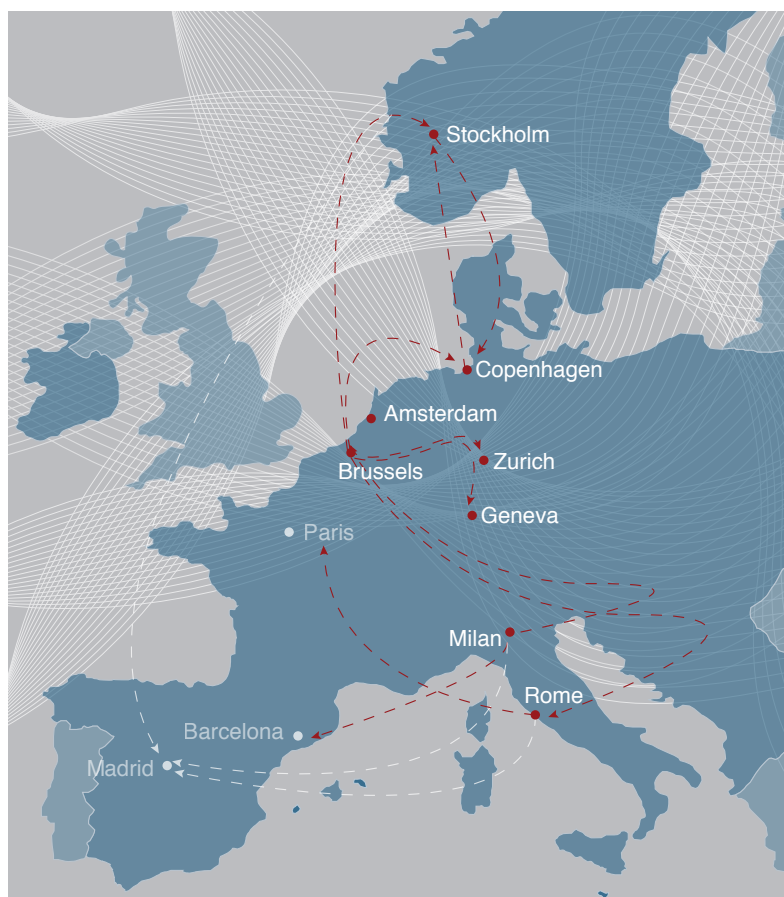 Stockholm
Copenhagen
Amsterdam
Brussels
Zurich
Geneva
Paris
Milan
Rome
Barcelona
Madrid